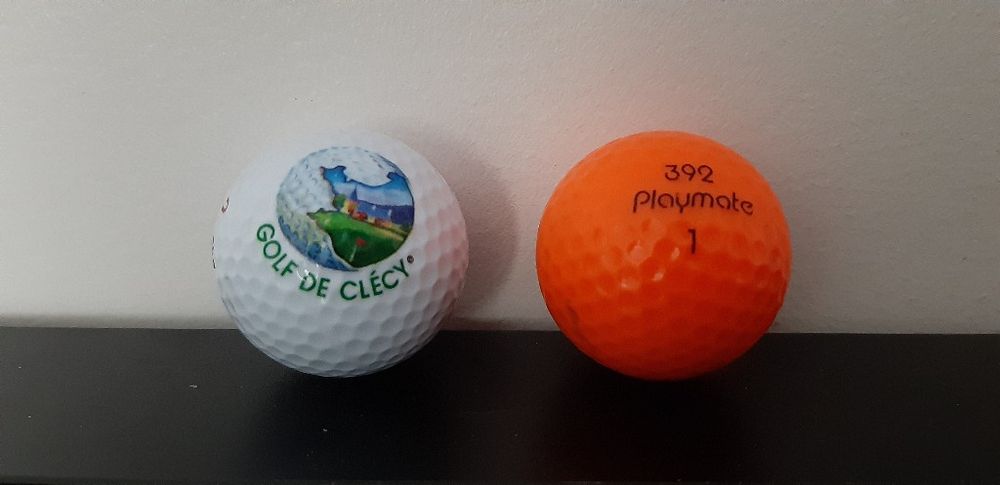 GOLF DE CLÉCY®
392
Playmate
1